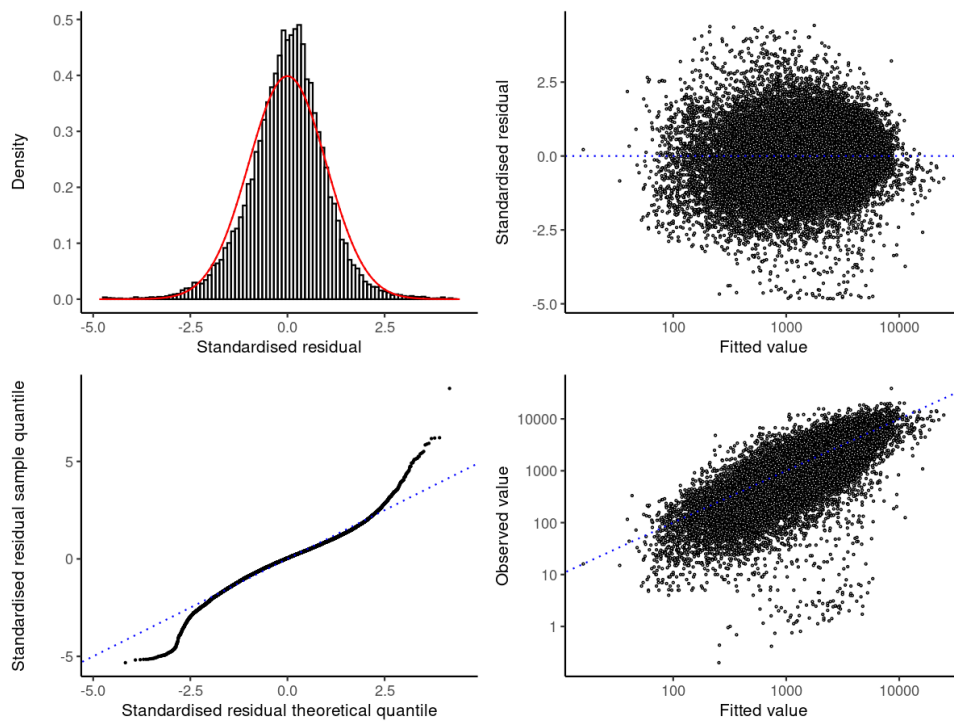 0.5
0.4
0.3
0.2
0.1
0.0
Density
-5.0 -2.5 0.0 2.5
Standardised residual
2.5
0.0
-2.5
-5.0
Standardised residual
100 1000 10000
Fitted value
5
0
-5
Standardised residual sample quantile
-5.0 -2.5 0.0 2.5
Standardised residual theoretical quantile
10000
1000
100
10
1
Observed value
100 1000 10000
Fitted value